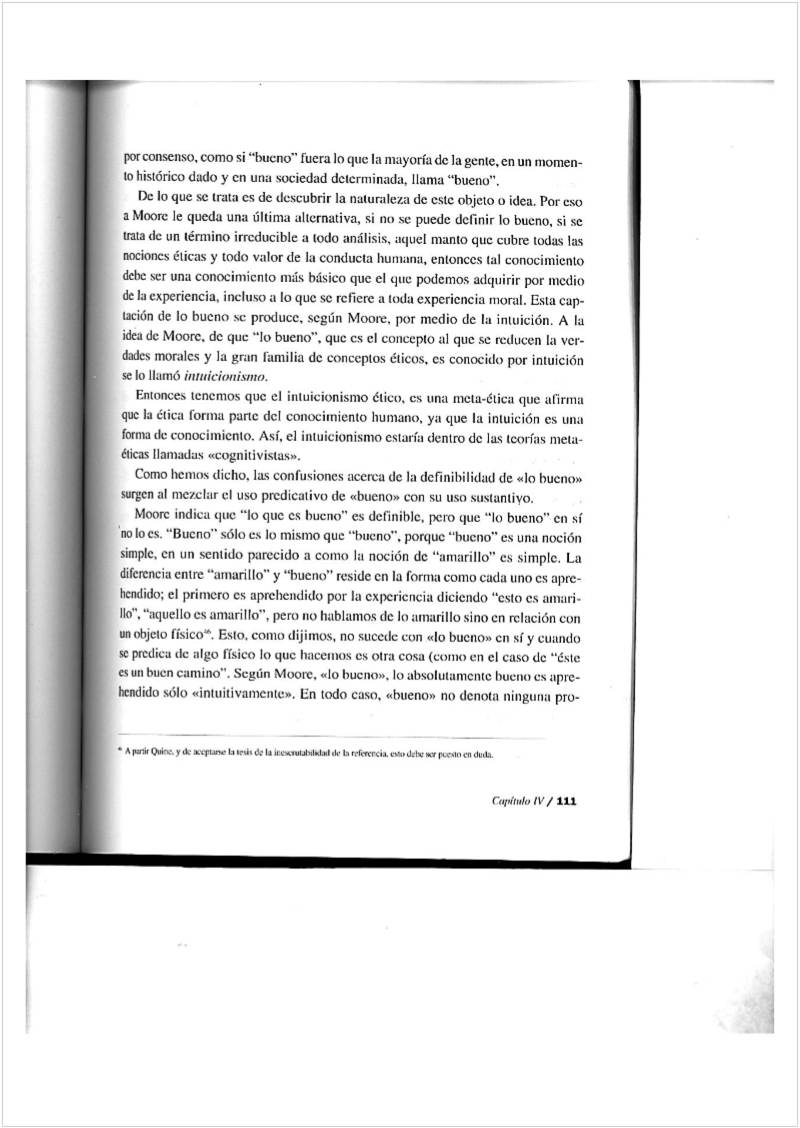 por consenso, como si “bueno” fuera lo que la mayoría de la gente, en un momen-
to histórico dado y en una sociedad determinada, llama “bueno”.
De lo que se trata es de descubrir la naturaleza de este objeto o idea. Por eso
a Moore le queda una última alternativa, si no se puede definir lo bueno, si se
trata de un término irreducible a todo análisis, aquel manto que cubre todas las
nociones éticas y todo valor de la conducta humana, entonces tal conocimiento
debe ser una conocimiento más básico que el que podemos adquirir por medio
de la experiencia, incluso a lo que se refiere a toda experiencia moral. Esta cap-
tación de lo bueno se produce, según Moore, por medio de la intuición. A la
idea de Moore, de que “lo bueno”, que es el concepto al que se reducen la ver-
dades morales y la gran familia de conceptos éticos, es conocido por intuición
se lo llamó intuicionismo.
Entonces tenemos que el intuicionismo ético, es una meta-ética que afirma
que la ética forma parte del conocimiento humano, ya que la intuición es una
forma de conocimiento. Así, el intuicionismo estaría dentro de las teorías meta-
éticas llamadas «cognitivistas».
Como hemos dicho, las confusiones acerca de la definibilidad de «lo bueno»
surgen al mezclar el uso predicativo de «bueno» con su uso sustantivo.
Moore indica que “lo que es bueno” es definible, pero que “lo bueno” en sí
no lo es. “Bueno” sólo es lo mismo que “bueno”, porque “bueno” es una noción
simple, en un sentido parecido a como la noción de “amarillo” es simple. La
diferencia entre “amarillo” y “bueno” reside en la forma como cada uno es apre-
hendido; el primero es aprehendido por la experiencia diciendo “esto es amari-
llo”, “aquello es amarillo”, pero no hablamos de lo amarillo sino en relación con
un objeto físico. Esto, como dijimos, no sucede con «lo bueno» en sí y cuando
se predica de algo físico lo que hacemos es otra cosa (como en el caso de “éste
es un buen camino”. Según Moore, «lo bueno», lo absolutamente bueno es apre-
hendido sólo «intuitivamente». En todo caso, «bueno» no denota ninguna pro-
A partir Quine, y de aceptarse la tesis de la inescrutabilidad de la referencia, esto debe ser puesto en duda.
Capítulo IV / 111